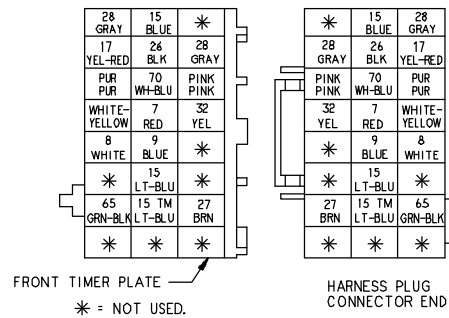 28 15 *
GRAY BLUE
17 26 28
YEL-RED BLK GRAY
PUR 70 PINK
PUR WH-BLU PINK
WHITE- 7 32
YELLOW RED YEL
8 9 *
WHITE BLUE
* 15 *
LT-BLU
65 15 TM 27
GRN-BLK LT-BLU BRN
* * *
FRONT TIMER PLATE
* = NOT USED.
* 15 28
BLUE GRAY
28 26 17
GRAY BLK YEL-RED
PINK 70 PUR
PINK WH-BLU PUR
32 7 WHITE-
YEL RED YELLOW
* 9 8
BLUE WHITE
* 15 *
LT-BLU
27 15 TM 65
BRN LT-BLU GRN-BLK
* * *
HARNESS PLUG
CONNECTOR END